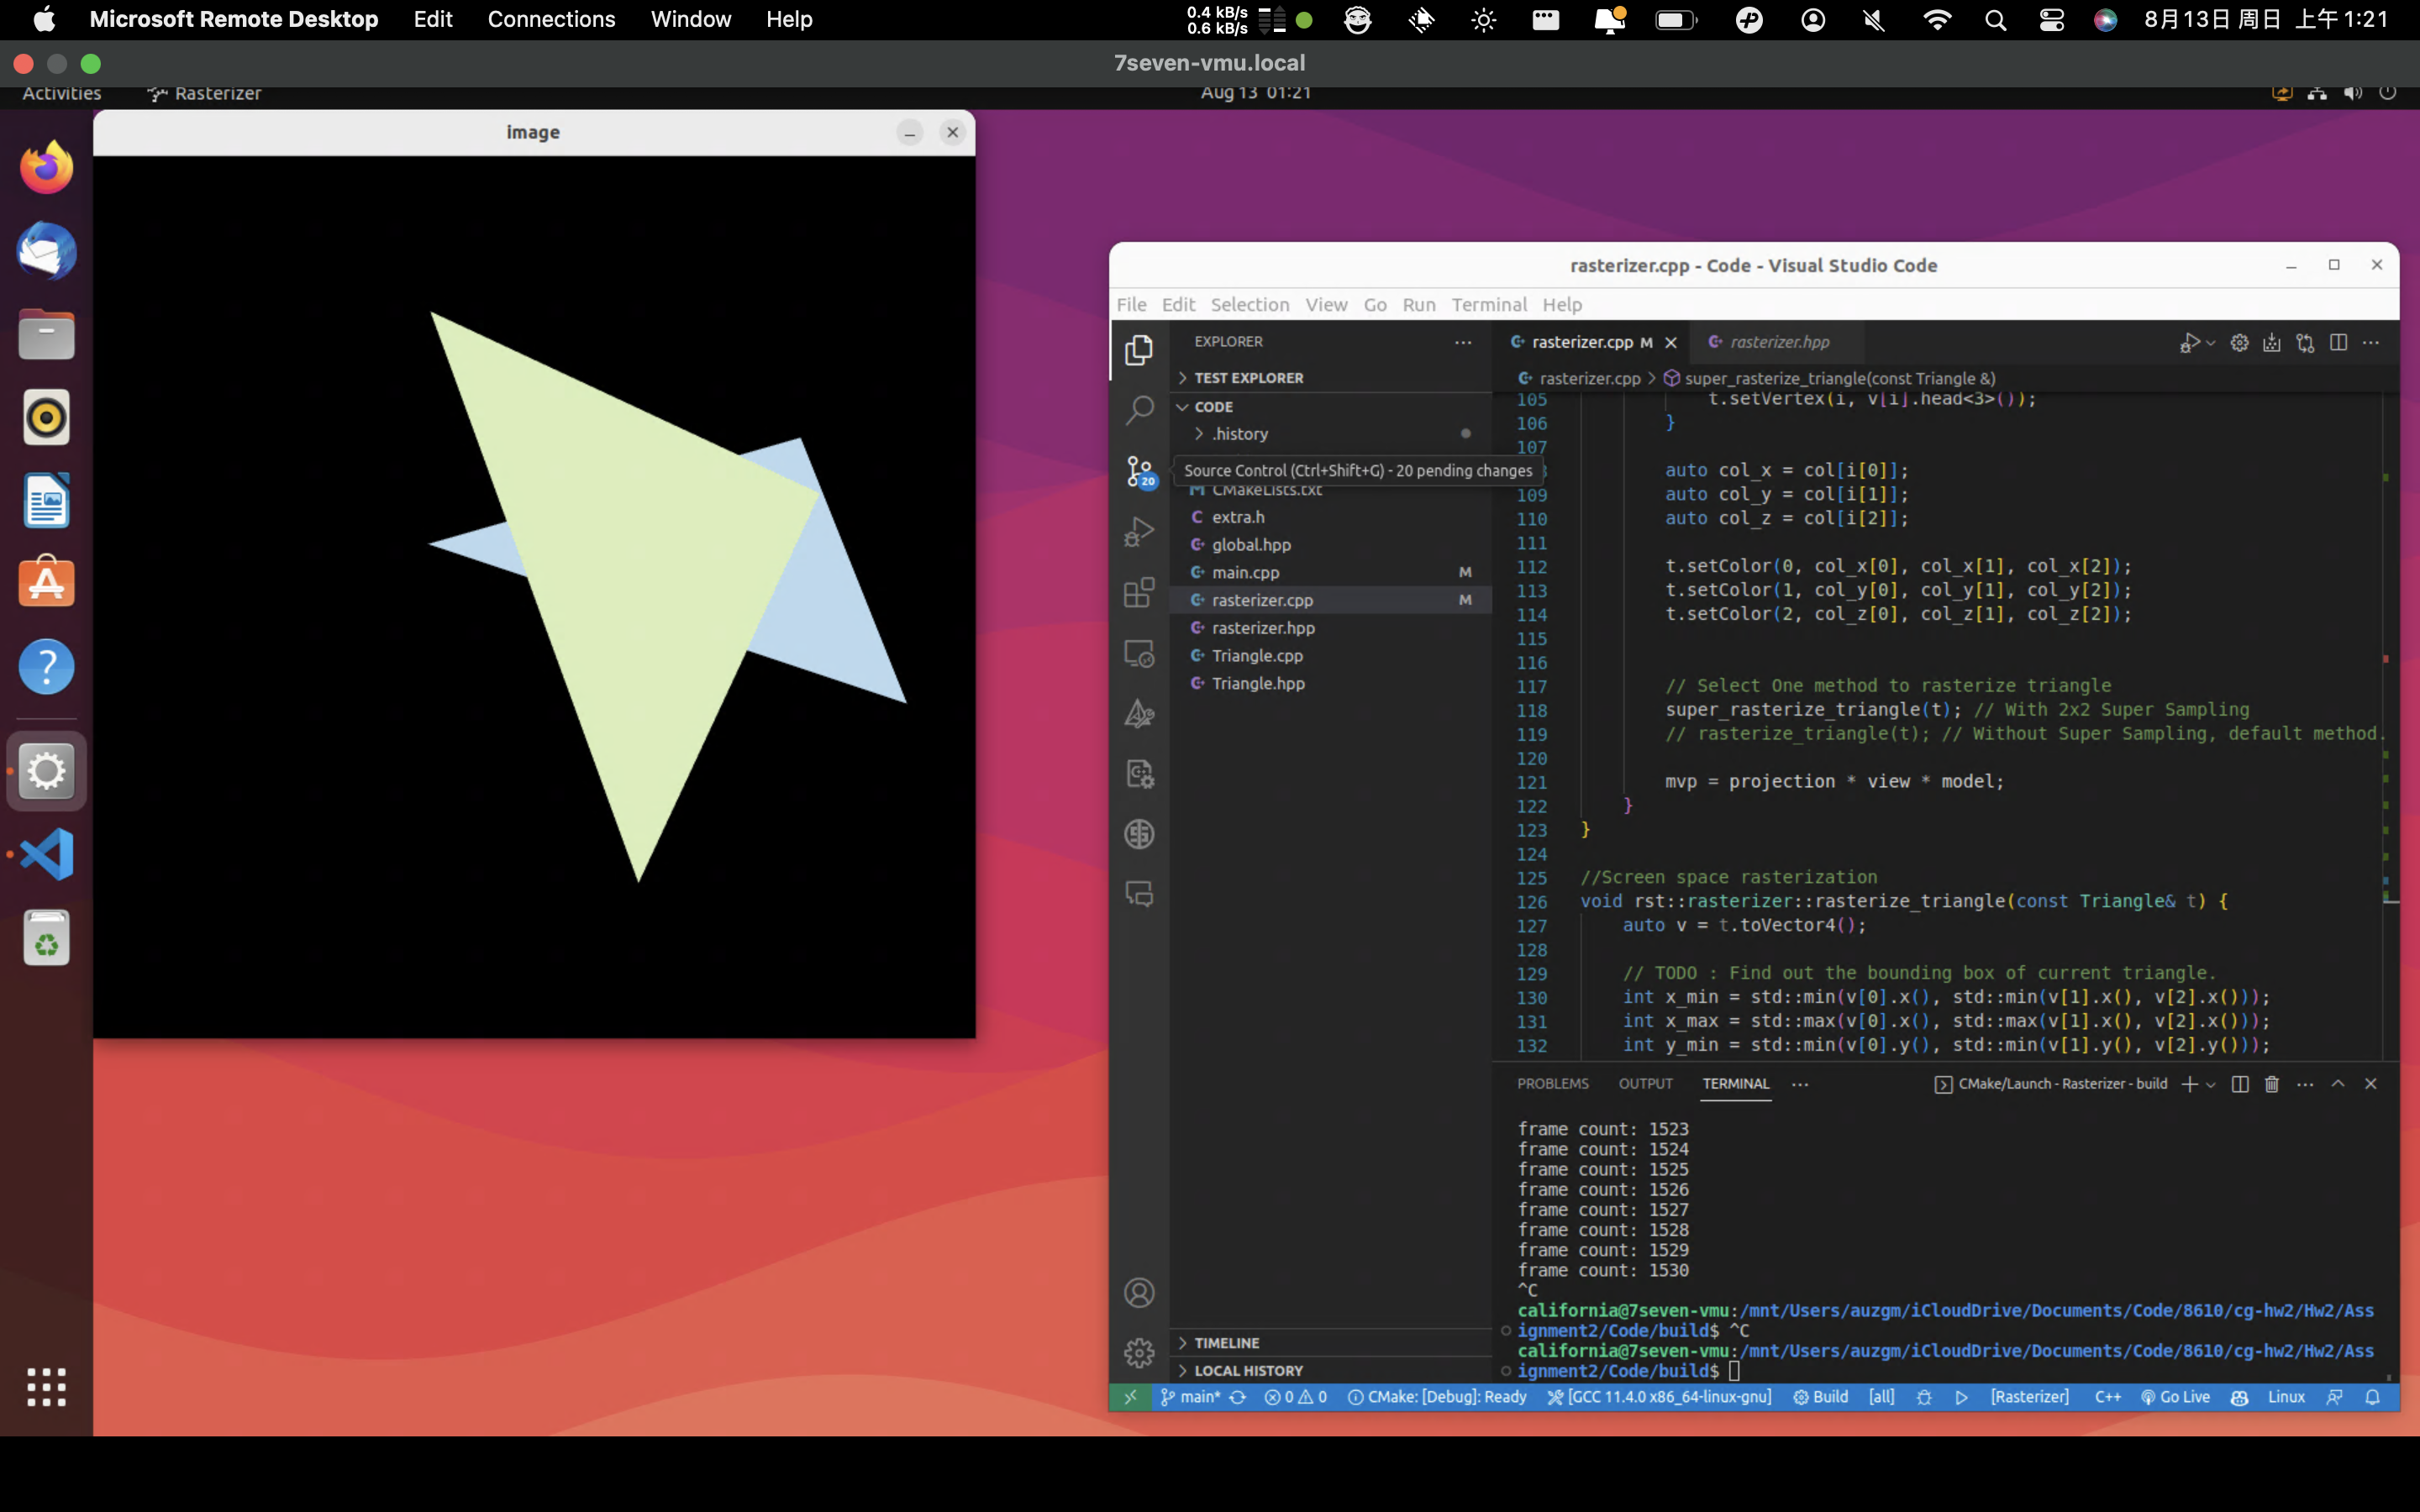 Microsoft Remote Desktop Edit Connections Window Help 0.4 kB/s 0.6 kB/s 8月13日 周日 上午 1:21
7seven-vmu.local
Activities Rasterizer Aug 13 01:21
image
rasterizer.cpp - Code - Visual Studio Code
File Edit Selection View Go Run Terminal Help
EXPLORER
TEST EXPLORER
CODE
.history
Source Control (Ctrl+Shift+G) - 20 pending changes
20
CMakeLists.txt
extra.h
global.hpp
main.cpp M
rasterizer.cpp M
rasterizer.hpp
Triangle.cpp
Triangle.hpp
TIMELINE
LOCAL HISTORY
rasterizer.cpp M rasterizer.hpp
rasterizer.cpp > super_rasterize_triangle(const Triangle &)
105 t.setVertex(i, v[i].head<3>());
106 }
107
auto col_x = col[i[0]];
109 auto col_y = col[i[1]];
110 auto col_z = col[i[2]];
111
112 t.setColor(0, col_x[0], col_x[1], col_x[2]);
113 t.setColor(1, col_y[0], col_y[1], col_y[2]);
114 t.setColor(2, col_z[0], col_z[1], col_z[2]);
115
116
117 // Select One method to rasterize triangle
118 super_rasterize_triangle(t); // With 2x2 Super Sampling
119 // rasterize_triangle(t); // Without Super Sampling, default method.
120
121 mvp = projection * view * model;
122 }
123 }
124
125 //Screen space rasterization
126 void rst::rasterizer::rasterize_triangle(const Triangle& t) {
127 auto v = t.toVector4();
128
129 // TODO : Find out the bounding box of current triangle.
130 int x_min = std::min(v[0].x(), std::min(v[1].x(), v[2].x()));
131 int x_max = std::max(v[0].x(), std::max(v[1].x(), v[2].x()));
132 int y_min = std::min(v[0].y(), std::min(v[1].y(), v[2].y()));
PROBLEMS OUTPUT TERMINAL CMake/Launch - Rasterizer - build
frame count: 1523
frame count: 1524
frame count: 1525
frame count: 1526
frame count: 1527
frame count: 1528
frame count: 1529
frame count: 1530
^C
california@7seven-vmu:/mnt/Users/auzgm/iCloudDrive/Documents/Code/8610/cg-hw2/Hw2/Ass
ignment2/Code/build$ ^C
california@7seven-vmu:/mnt/Users/auzgm/iCloudDrive/Documents/Code/8610/cg-hw2/Hw2/Ass
ignment2/Code/build$
main* 0 0 CMake: [Debug]: Ready [GCC 11.4.0 x86_64-linux-gnu] Build [all] [Rasterizer] C++ Go Live Linux